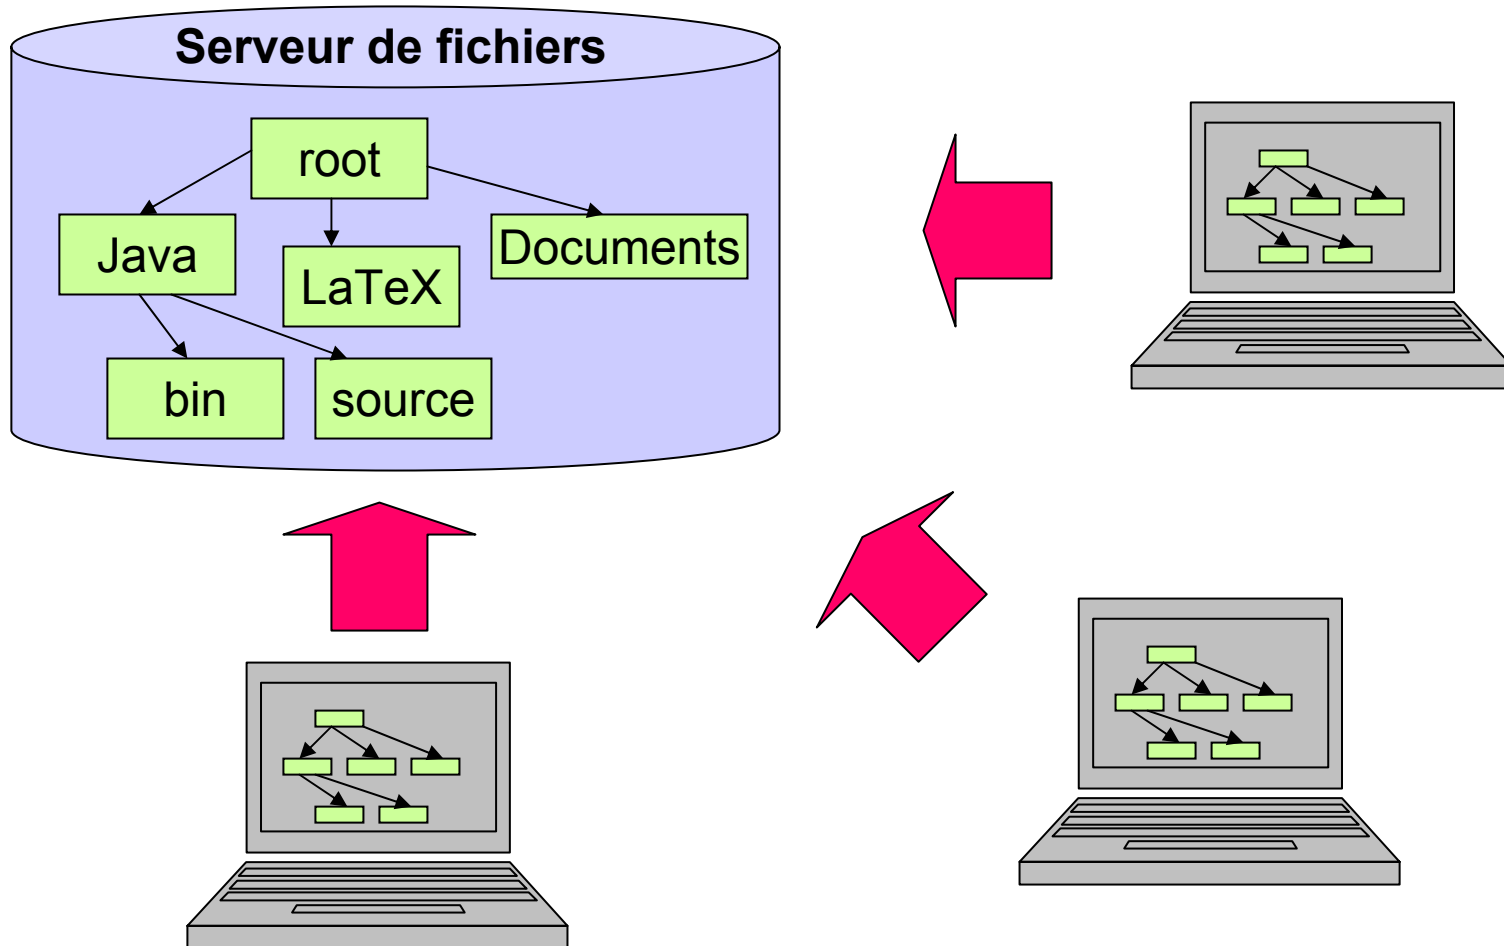 Serveur de fichiers
root
Java
LaTeX
Documents
bin
source